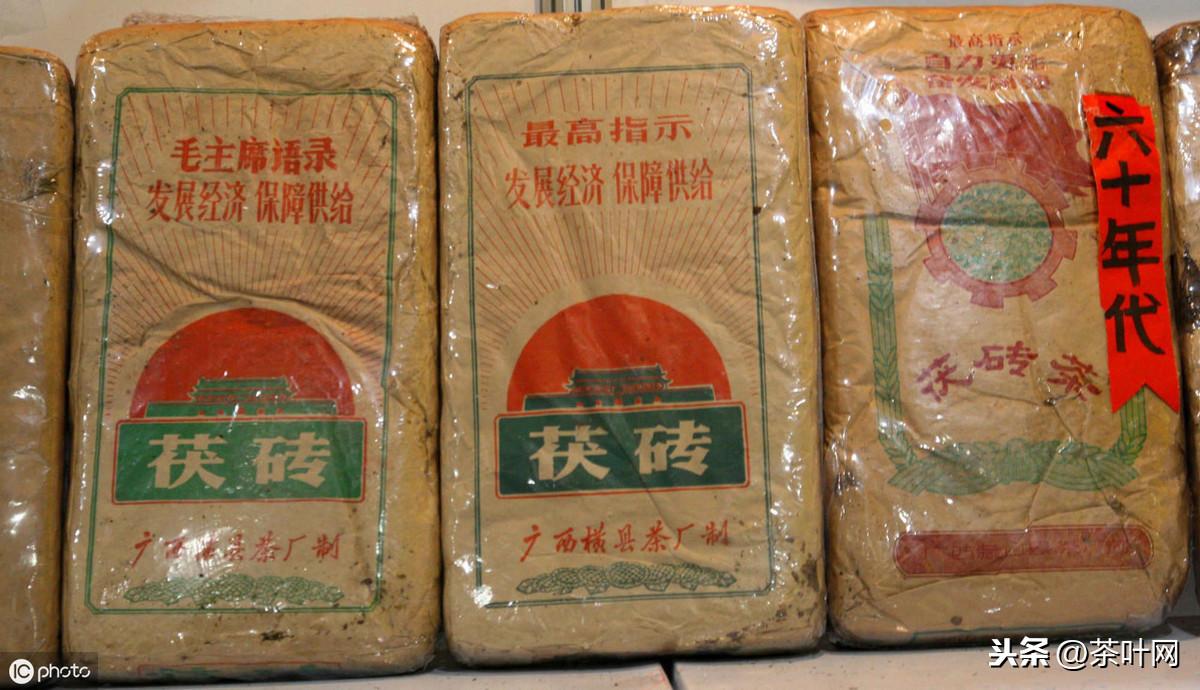 毛主席语录
发展经济 保障供给
茯砖
广西横县茶厂制
最高指示
发展经济 保障供给
茯砖
广西横县茶厂制
最高指示
自力更生
茯砖茶
六十年代
IC photo
头条 @茶叶网